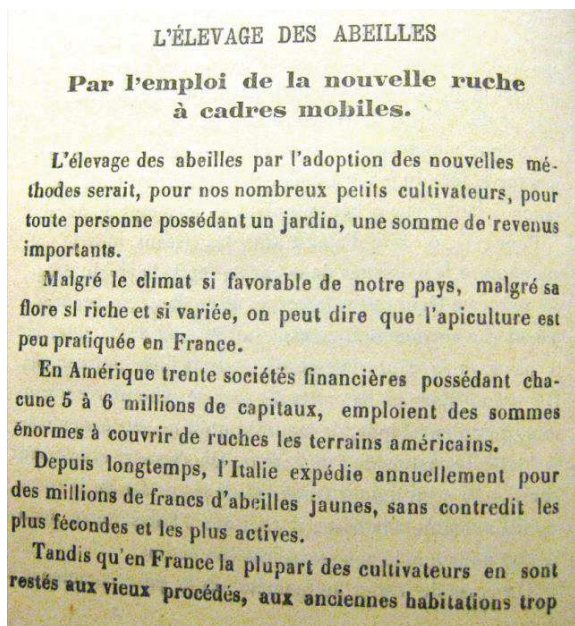 L'ÉLEVAGE DES ABEILLES
Par l'emploi de la nouvelle ruche
à cadres mobiles.
L'élevage des abeilles par l'adoption des nouvelles mé-
thodes serait, pour nos nombreux petits cultivateurs, pour
toute personne possédant un jardin, une somme de revenus
importants.
Malgré le climat si favorable de notre pays, malgré sa
flore si riche et si variée, on peut dire que l'apiculture est
peu pratiquée en France.
En Amérique trente sociétés financières possédant cha-
cune 5 à 6 millions de capitaux, emploient des sommes
énormes à couvrir de ruches les terrains américains.
Depuis longtemps, l'Italie expédie annuellement pour
des millions de francs d'abeilles jaunes, sans contredit les
plus fécondes et les plus actives.
Tandis qu'en France la plupart des cultivateurs en sont
restés aux vieux procédés, aux anciennes habitations trop